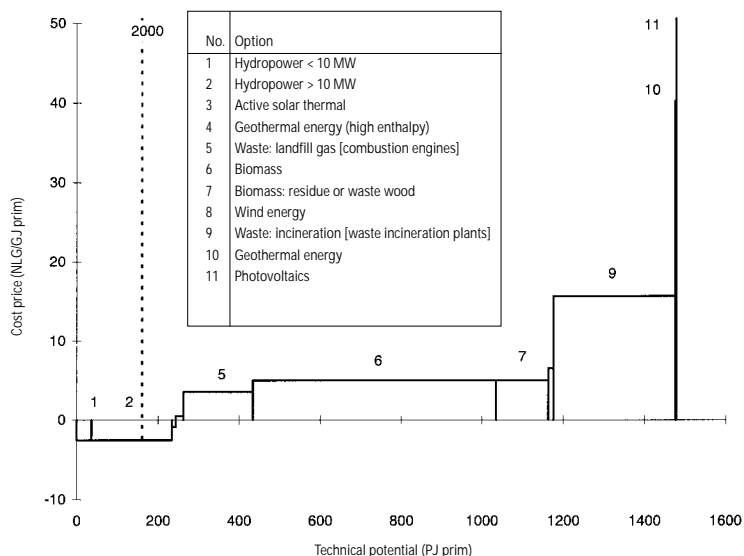 50
40
30
20
10
0
-10
Cost price (NLG/GJ prim)
2000
No. Option
1 Hydropower < 10 MW
2 Hydropower > 10 MW
3 Active solar thermal
4 Geothermal energy (high enthalpy)
5 Waste: landfill gas [combustion engines]
6 Biomass
7 Biomass: residue or waste wood
8 Wind energy
9 Waste: incineration [waste incineration plants]
10 Geothermal energy
11 Photovoltaics
11
10
9
1
2
5
6
7
0 200 400 600 800 1000 1200 1400 1600
Technical potential (PJ prim)